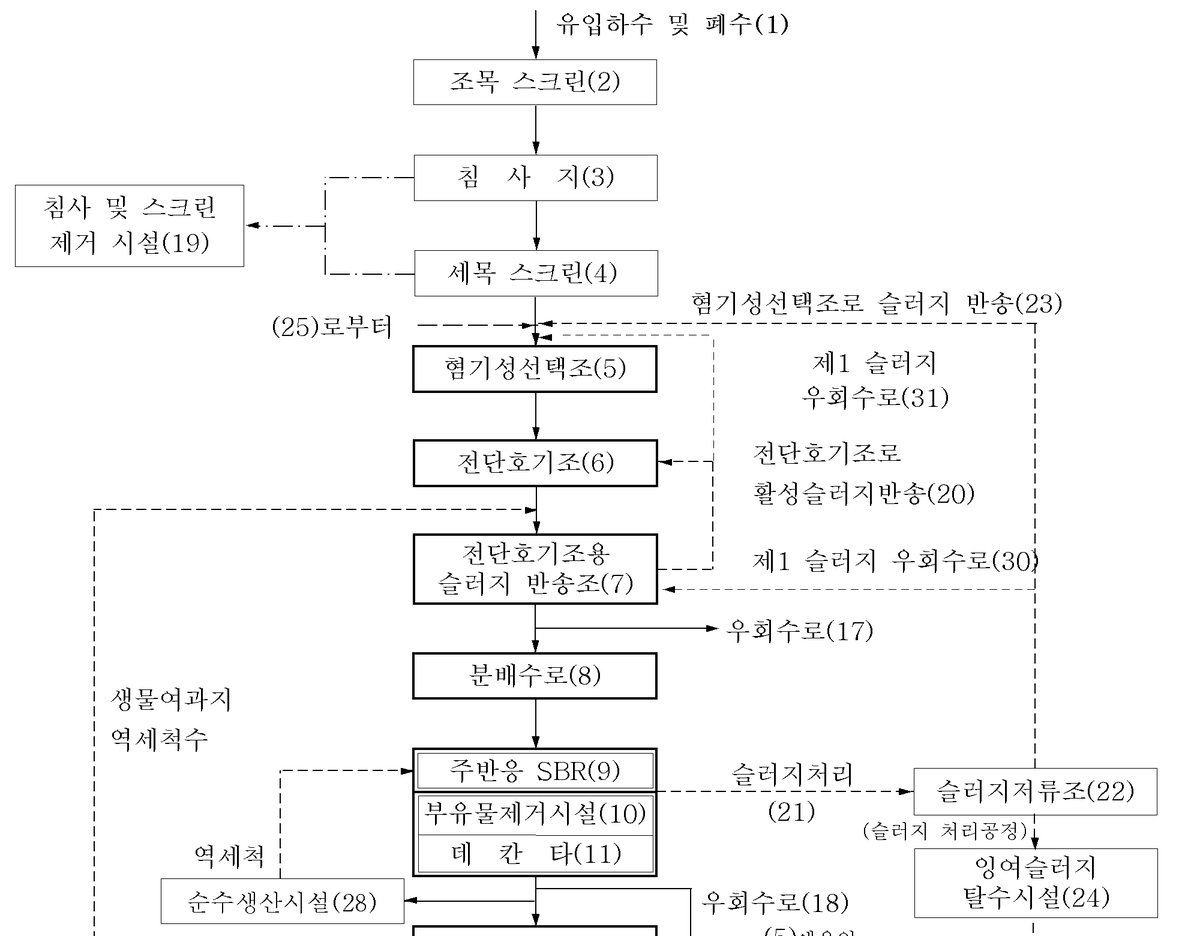 유입하수 및 폐수(1)
조목 스크린(2)
침 사 지(3)
침사 및 스크린
제거 시설(19)
세목 스크린(4)
혐기성선택조로 슬러지 반송(23)
(25)로부터
혐기성선택조(5)
제1 슬러지
우회수로(31)
전단호기조(6)
전단호기조로
활성슬러지반송(20)
전단호기조용
슬러지 반송조(7)
제1 슬러지 우회수로(30)
우회수로(17)
분배수로(8)
생물여과지
역세척수
주반응 SBR(9)
슬러지처리
(21)
슬러지저류조(22)
부유물제거시설(10)
(슬러지 처리공정)
데 칸 타(11)
역세척
잉여슬러지
탈수시설(24)
순수생산시설(28)
우회수로(18)